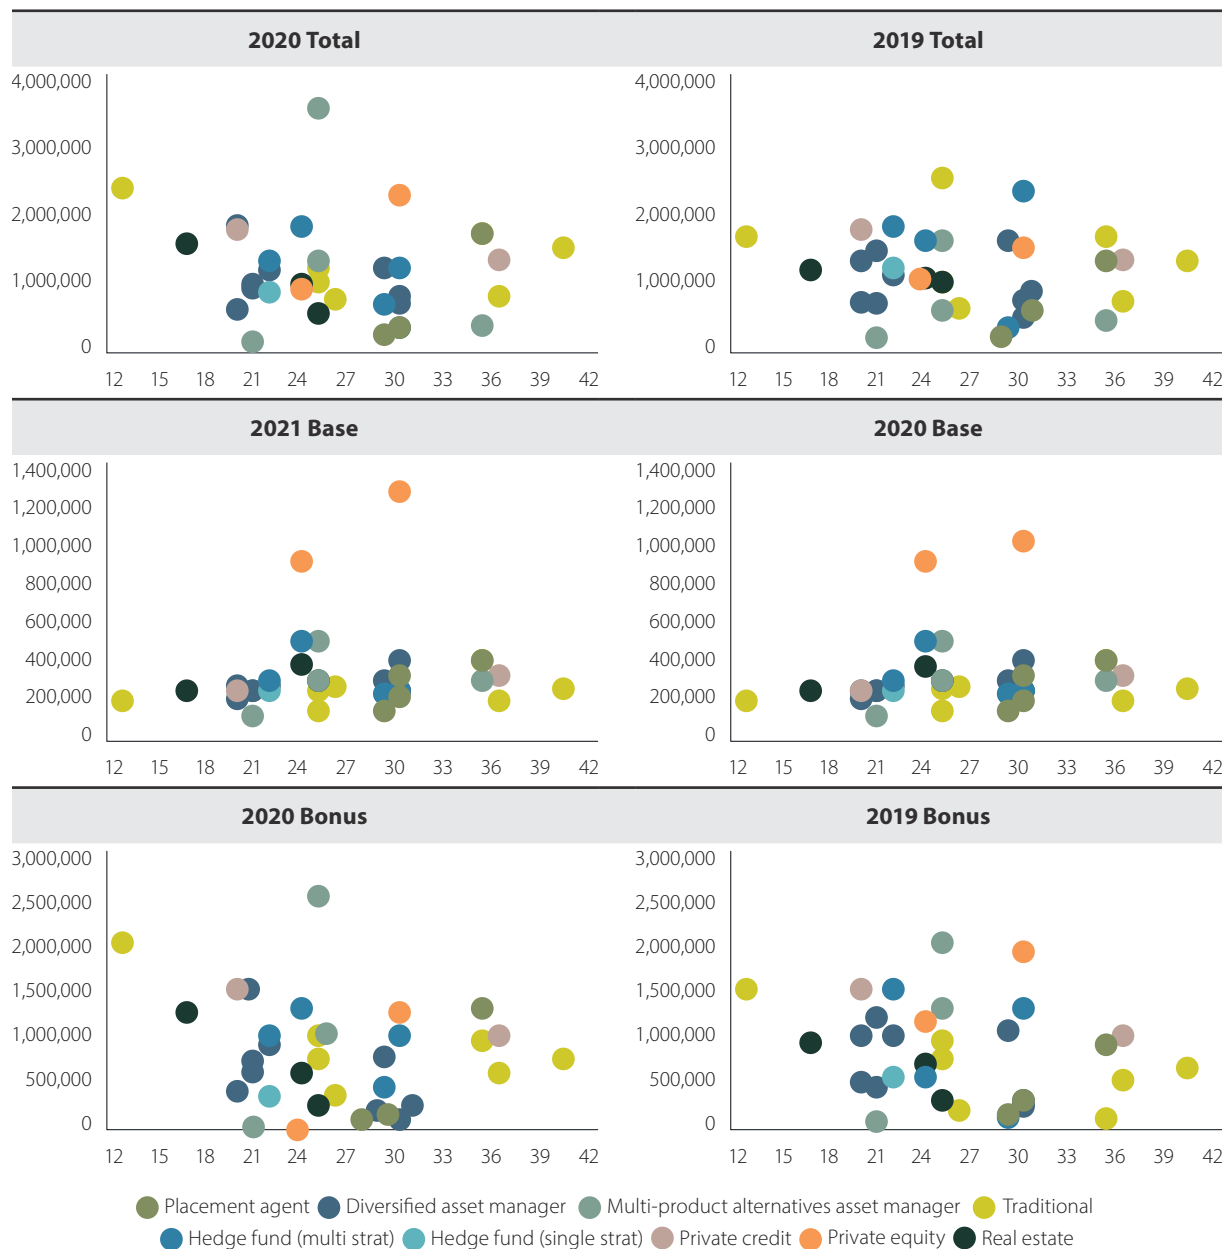 2020 Total 2019 Total
4,000,000 4,000,000
3,000,000 3,000,000
2,000,000 2,000,000
1,000,000 1,000,000
0 0
12 15 18 21 24 27 30 33 36 39 42 12 15 18 21 24 27 30 33 36 39 42
2021 Base 2020 Base
1,400,000 1,400,000
1,200,000 1,200,000
1,000,000 1,000,000
800,000 800,000
600,000 600,000
400,000 400,000
200,000 200,000
0 0
12 15 18 21 24 27 30 33 36 39 42 12 15 18 21 24 27 30 33 36 39 42
2020 Bonus 2019 Bonus
3,000,000 3,000,000
2,500,000 2,500,000
2,000,000 2,000,000
1,500,000 1,500,000
1,000,000 1,000,000
500,000 500,000
0 0
12 15 18 21 24 27 30 33 36 39 42 12 15 18 21 24 27 30 33 36 39 42
Placement agent Diversified asset manager Multi-product alternatives asset manager Traditional
Hedge fund (multi strat) Hedge fund (single strat) Private credit Private equity Real estate